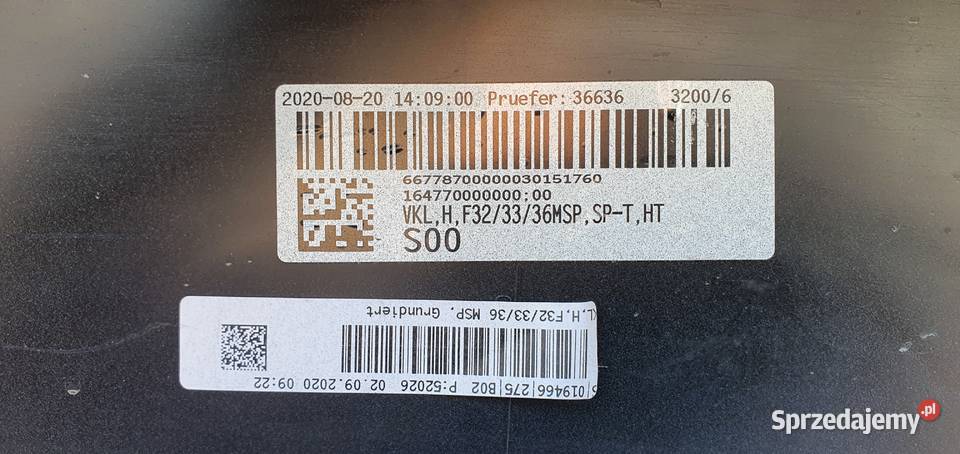 2020-08-20 14:09:00 Pruefer:36636 3200/6
66778700000030151760
164770000000;00
VKL,H,F32/33/36MSP,SP-T,HT
S00
KL,H,F32/33/36 MSP. Grundiert
019466|275|B02 P:52026 02.09.2020 09:22
Sprzedajemy.pl